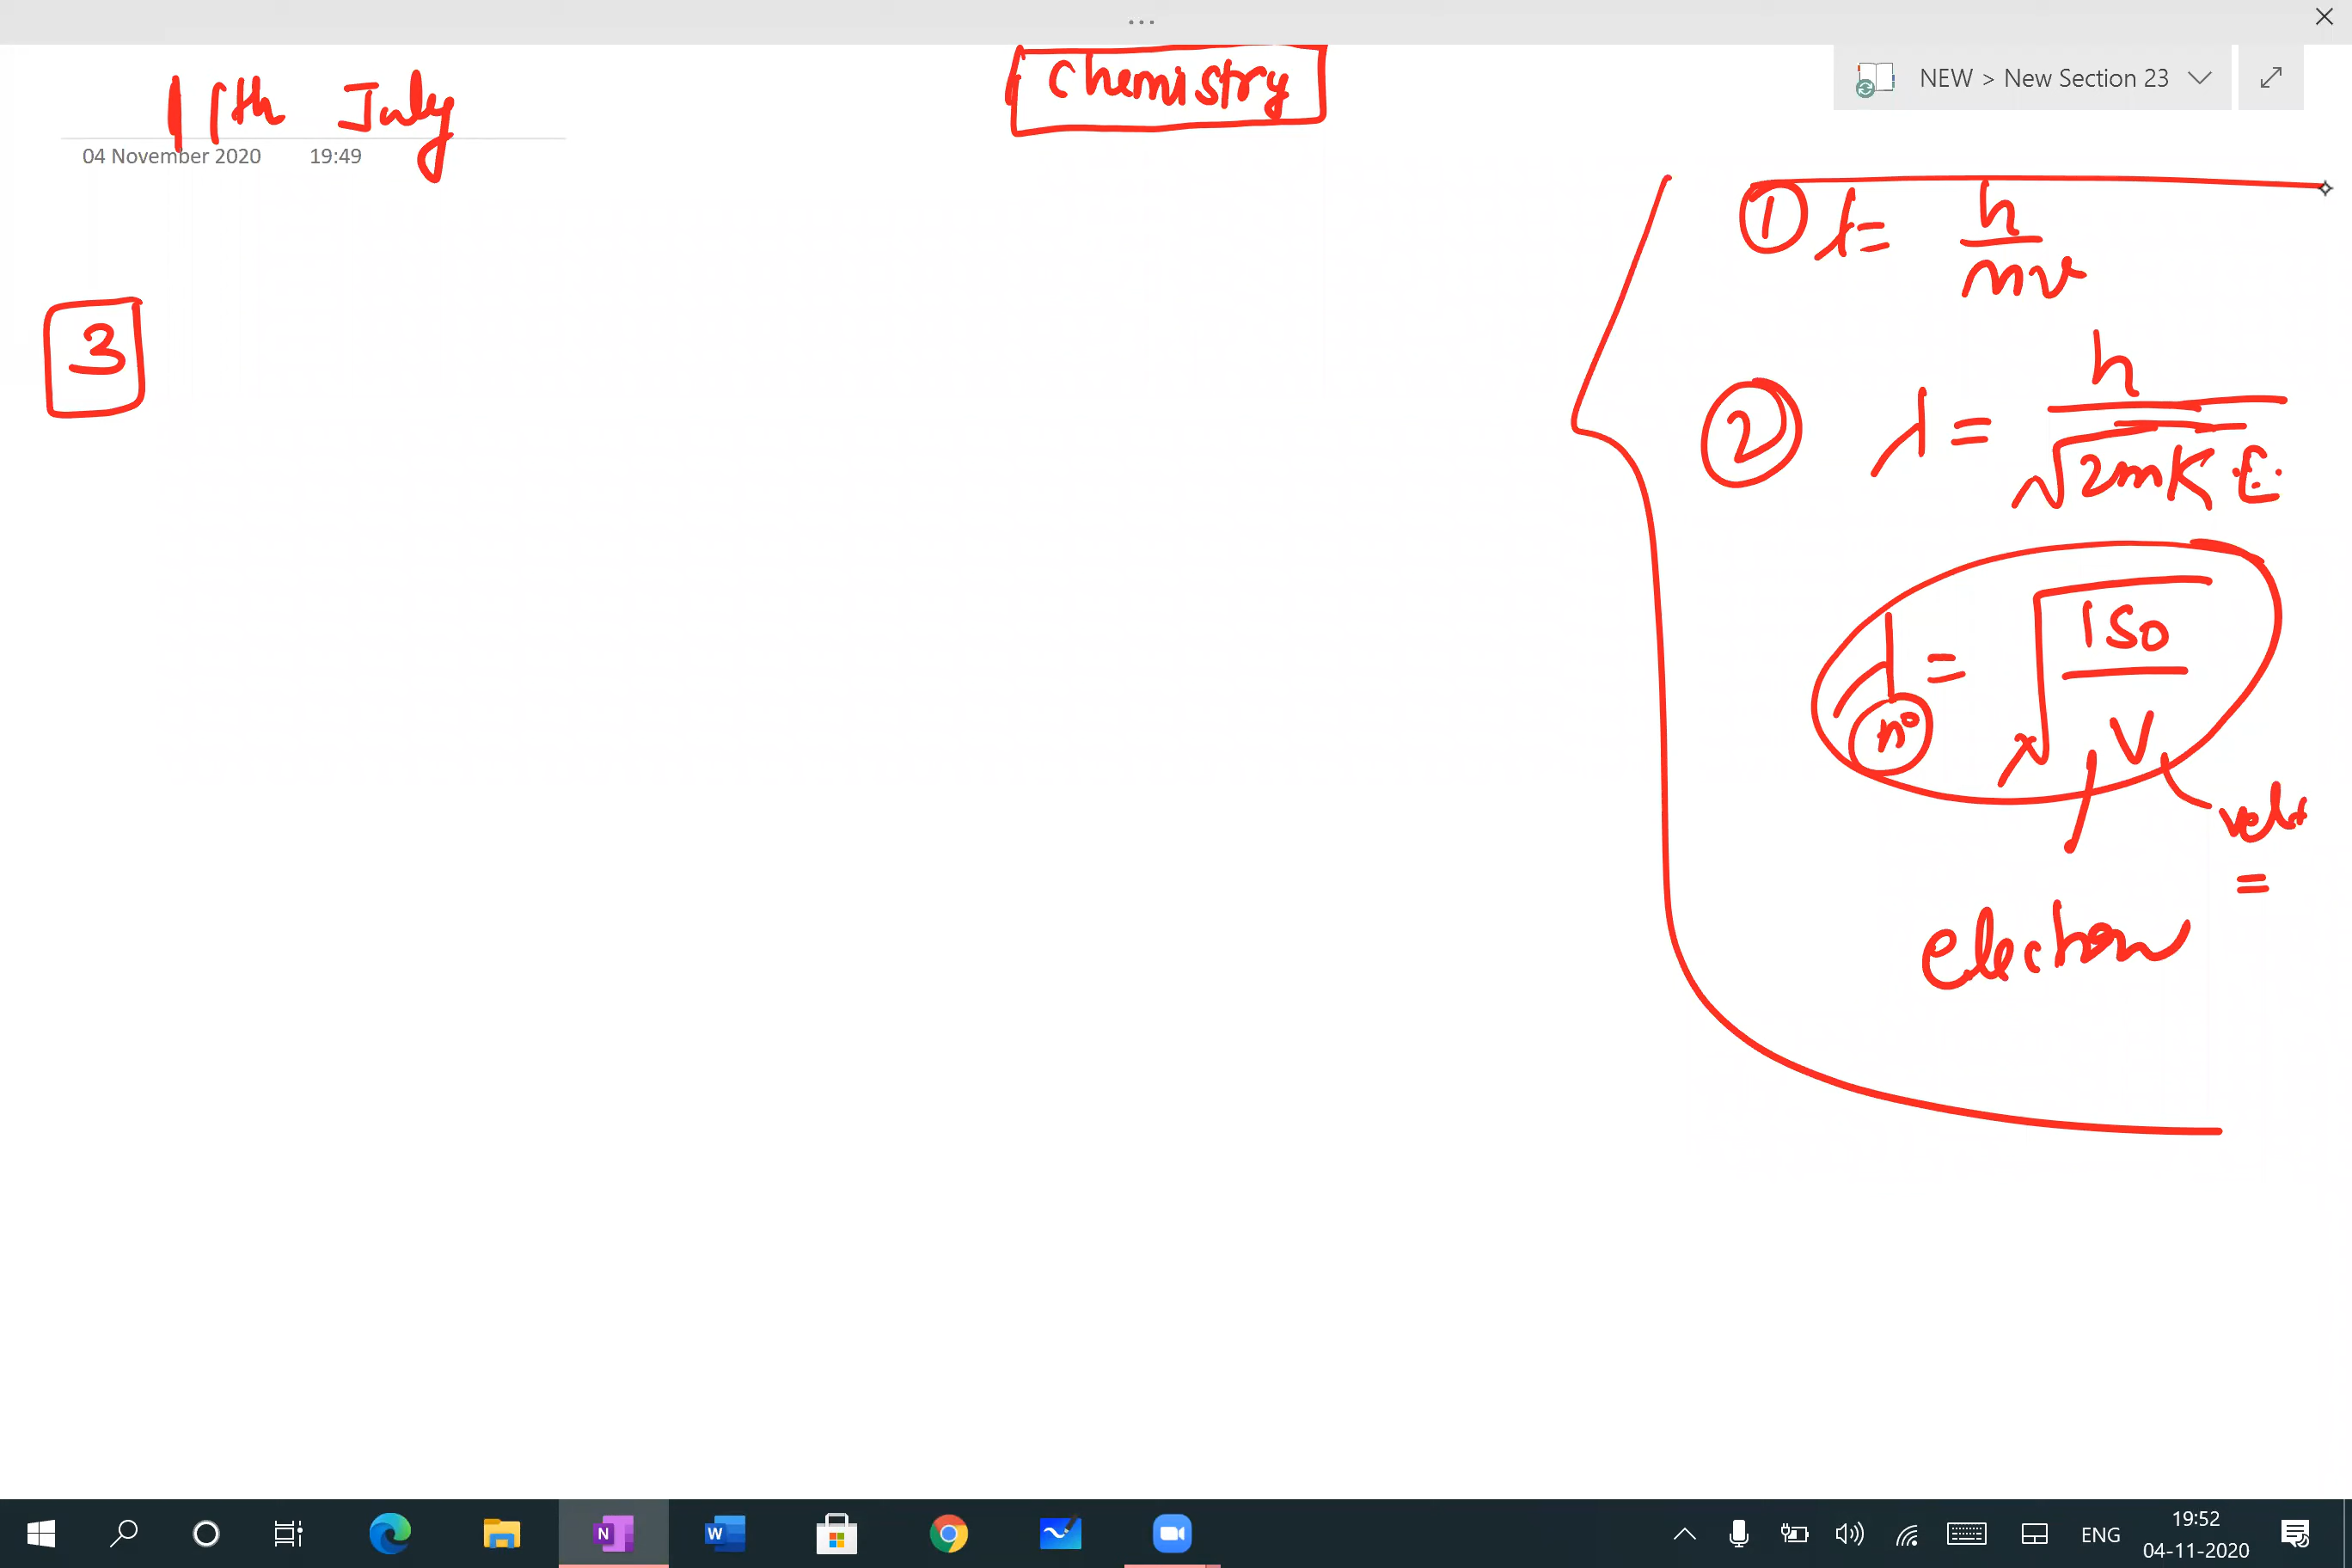 ...
Chemistry
NEW > New Section 23
11th July
04 November 2020 19:49
3
① λ = h / mv
② λ = h / √2mK.E.
λ A° = √150 / V
volt
=
electron
N
W
ENG
19:52
04-11-2020